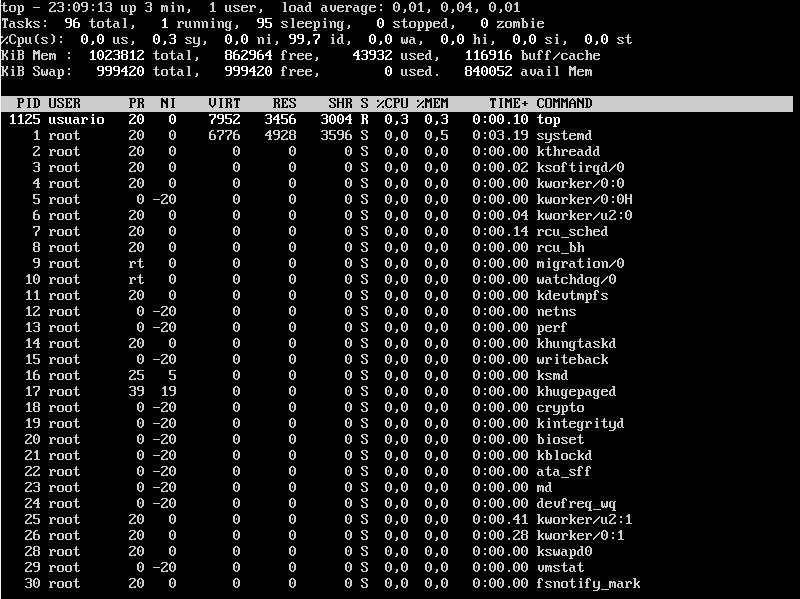 top - 23:09:13 up 3 min,  1 user,  load average: 0,01, 0,04, 0,01
Tasks:  96 total,   1 running,  95 sleeping,   0 stopped,   0 zombie
%Cpu(s):  0,0 us,  0,3 sy,  0,0 ni, 99,7 id,  0,0 wa,  0,0 hi,  0,0 si,  0,0 st
KiB Mem :  1023812 total,   862964 free,    43932 used,   116916 buff/cache
KiB Swap:   999420 total,   999420 free,        0 used.   840052 avail Mem
  PID USER      PR  NI    VIRT    RES    SHR S %CPU %MEM     TIME+ COMMAND
 1125 usuario   20   0    7952   3456   3004 R  0,3  0,3   0:00.10 top
    1 root      20   0    6776   4928   3596 S  0,0  0,5   0:03.19 systemd
    2 root      20   0       0      0      0 S  0,0  0,0   0:00.00 kthreadd
    3 root      20   0       0      0      0 S  0,0  0,0   0:00.02 ksoftirqd/0
    4 root      20   0       0      0      0 S  0,0  0,0   0:00.00 kworker/0:0
    5 root       0 -20       0      0      0 S  0,0  0,0   0:00.00 kworker/0:0H
    6 root      20   0       0      0      0 S  0,0  0,0   0:00.04 kworker/u2:0
    7 root      20   0       0      0      0 S  0,0  0,0   0:00.14 rcu_sched
    8 root      20   0       0      0      0 S  0,0  0,0   0:00.00 rcu_bh
    9 root      rt   0       0      0      0 S  0,0  0,0   0:00.00 migration/0
   10 root      rt   0       0      0      0 S  0,0  0,0   0:00.00 watchdog/0
   11 root      20   0       0      0      0 S  0,0  0,0   0:00.00 kdevtmpfs
   12 root       0 -20       0      0      0 S  0,0  0,0   0:00.00 netns
   13 root       0 -20       0      0      0 S  0,0  0,0   0:00.00 perf
   14 root      20   0       0      0      0 S  0,0  0,0   0:00.00 khungtaskd
   15 root       0 -20       0      0      0 S  0,0  0,0   0:00.00 writeback
   16 root      25   5       0      0      0 S  0,0  0,0   0:00.00 ksmd
   17 root      39  19       0      0      0 S  0,0  0,0   0:00.00 khugepaged
   18 root       0 -20       0      0      0 S  0,0  0,0   0:00.00 crypto
   19 root       0 -20       0      0      0 S  0,0  0,0   0:00.00 kintegrityd
   20 root       0 -20       0      0      0 S  0,0  0,0   0:00.00 bioset
   21 root       0 -20       0      0      0 S  0,0  0,0   0:00.00 kblockd
   22 root       0 -20       0      0      0 S  0,0  0,0   0:00.00 ata_sff
   23 root       0 -20       0      0      0 S  0,0  0,0   0:00.00 md
   24 root       0 -20       0      0      0 S  0,0  0,0   0:00.00 devfreq_wq
   25 root      20   0       0      0      0 S  0,0  0,0   0:00.41 kworker/u2:1
   26 root      20   0       0      0      0 S  0,0  0,0   0:00.28 kworker/0:1
   28 root      20   0       0      0      0 S  0,0  0,0   0:00.00 kswapd0
   29 root       0 -20       0      0      0 S  0,0  0,0   0:00.00 vmstat
   30 root      20   0       0      0      0 S  0,0  0,0   0:00.00 fsnotify_mark